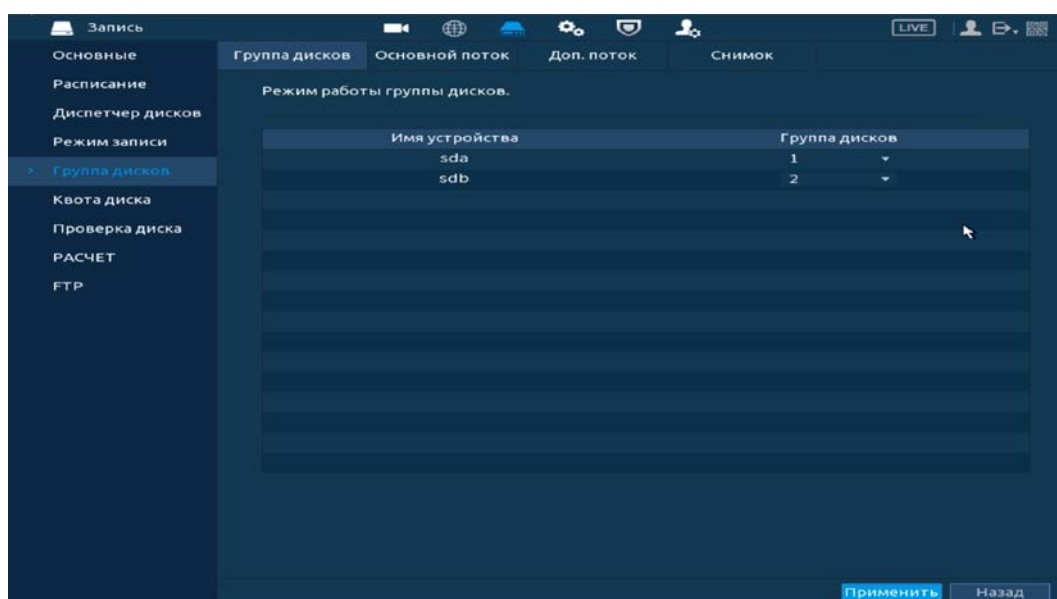 Запись
LIVE
Основные
Расписание
Диспетчер дисков
Режим записи
Группа дисков
Квота диска
Проверка диска
РАСЧЕТ
FTP
Группа дисков Основной поток Доп. поток Снимок
Режим работы группы дисков.
Имя устройства Группа дисков
sda 1
sdb 2
Применить Назад